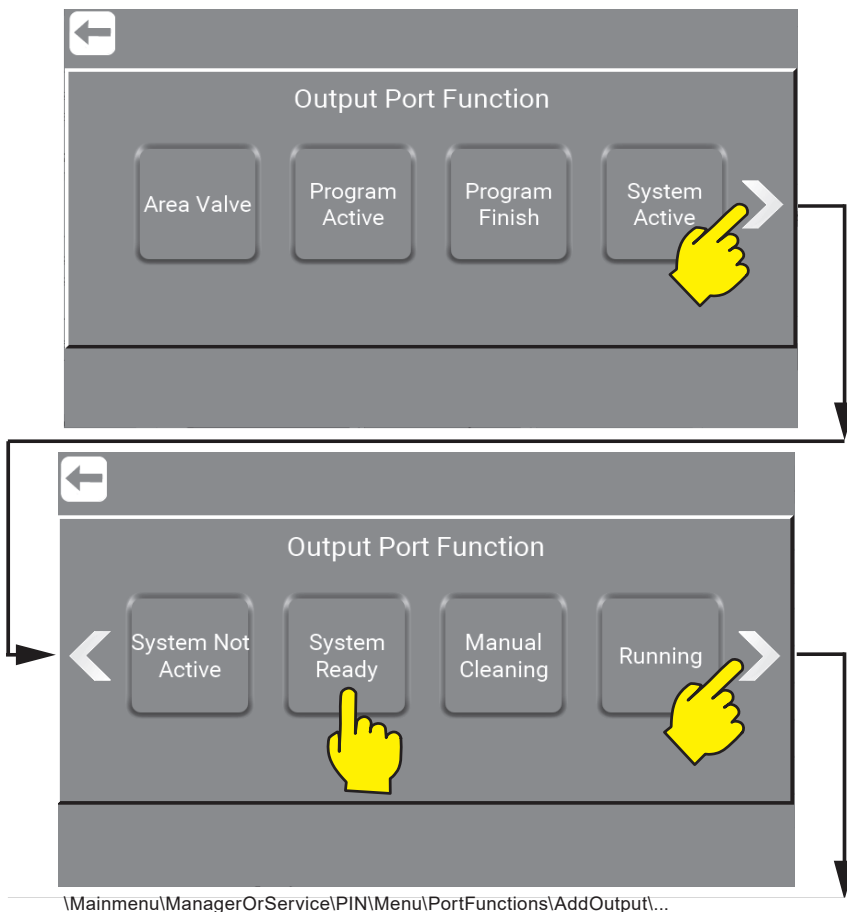 Output Port Function
Area Valve
Program
Active
Program
Finish
System
Active
Output Port Function
System Not
Active
System
Ready
Manual
Cleaning
Running
\Mainmenu\ManagerOrService\PIN\Menu\PortFunctions\AddOutput\...